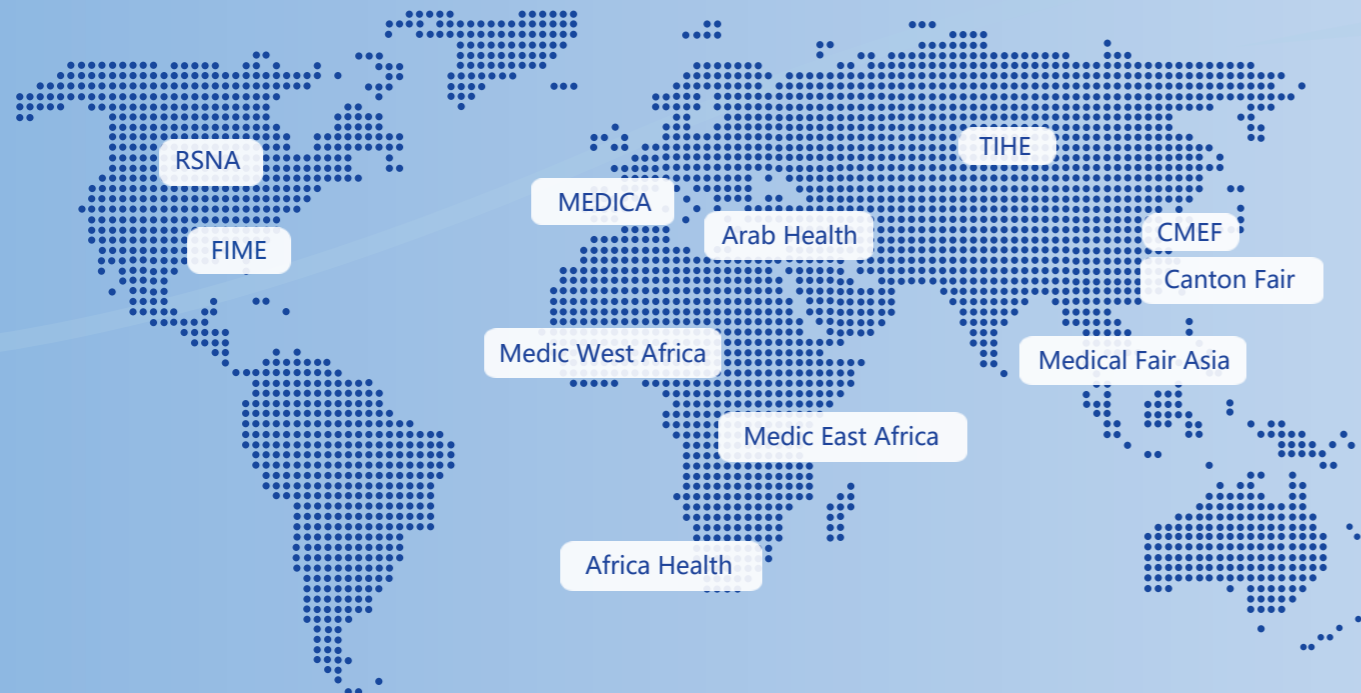 TIHE
RSNA
MEDICA
CMEF
Arab Health
FIME
Canton Fair
Medic West Africa
Medical Fair Asia
Medic East Africa
Africa Health